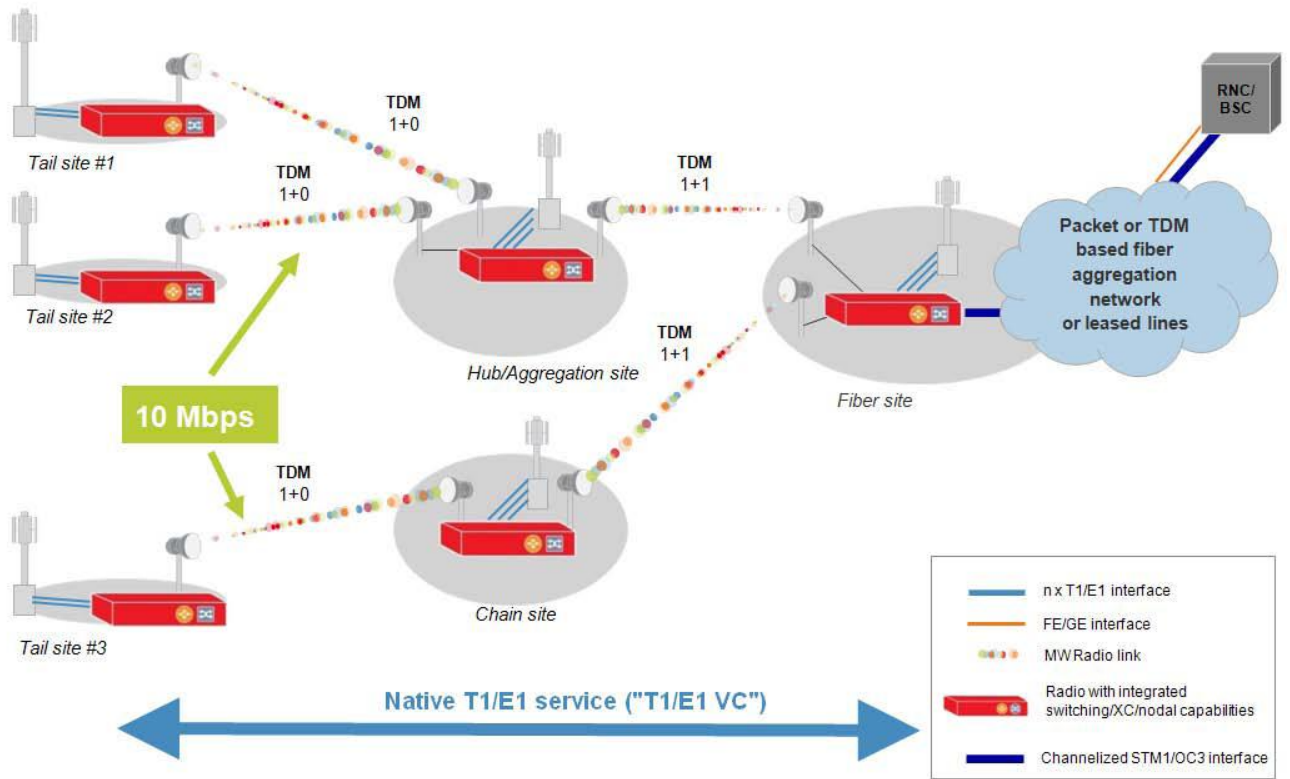 RNC/
BSC
TDM
1+0
Tail site #1
TDM
1+0
TDM
1+1
Packet or TDM
based fiber
aggregation
network
or leased lines
Tail site #2
Hub/Aggregation site
TDM
1+1
Fiber site
10 Mbps
TDM
1+0
Chain site
Tail site #3
n x T1/E1 interface
FE/GE interface
MW Radio link
Radio with integrated
switching/XC/nodal capabilities
Channelized STM1/OC3 interface
Native T1/E1 service ("T1/E1 VC")